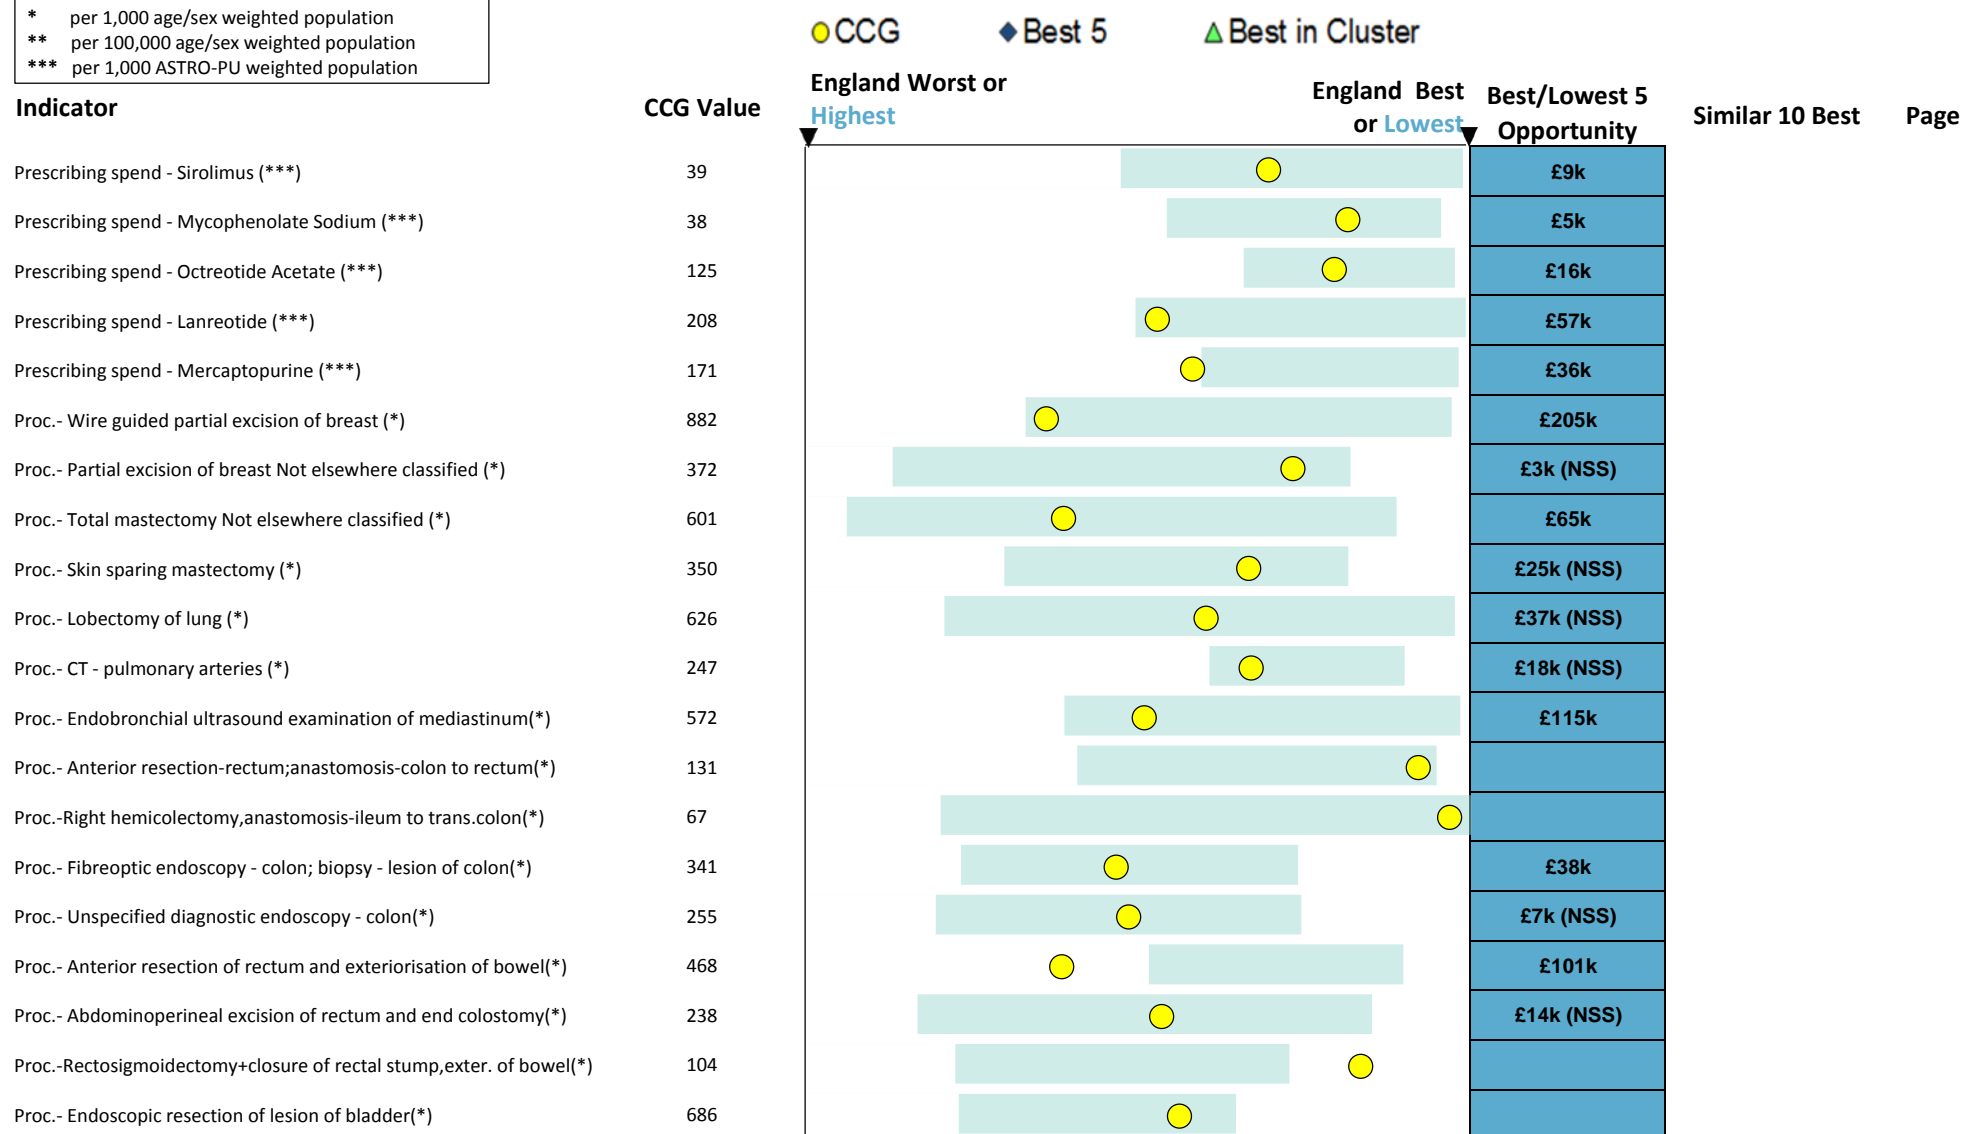 * per 1,000 age/sex weighted population
** per 100,000 age/sex weighted population
*** per 1,000 ASTRO-PU weighted population
CCG Best 5 Best in Cluster
Indicator CCG Value England Worst or Highest England Best or Lowest Best/Lowest 5 Opportunity Similar 10 Best Page
Prescribing spend - Sirolimus (***) 39 £9k
Prescribing spend - Mycophenolate Sodium (***) 38 £5k
Prescribing spend - Octreotide Acetate (***) 125 £16k
Prescribing spend - Lanreotide (***) 208 £57k
Prescribing spend - Mercaptopurine (***) 171 £36k
Proc.- Wire guided partial excision of breast (*) 882 £205k
Proc.- Partial excision of breast Not elsewhere classified (*) 372 £3k (NSS)
Proc.- Total mastectomy Not elsewhere classified (*) 601 £65k
Proc.- Skin sparing mastectomy (*) 350 £25k (NSS)
Proc.- Lobectomy of lung (*) 626 £37k (NSS)
Proc.- CT - pulmonary arteries (*) 247 £18k (NSS)
Proc.- Endobronchial ultrasound examination of mediastinum(*) 572 £115k
Proc.- Anterior resection-rectum;anastomosis-colon to rectum(*) 131
Proc.-Right hemicolectomy,anastomosis-ileum to trans.colon(*) 67
Proc.- Fibreoptic endoscopy - colon; biopsy - lesion of colon(*) 341 £38k
Proc.- Unspecified diagnostic endoscopy - colon(*) 255 £7k (NSS)
Proc.- Anterior resection of rectum and exteriorisation of bowel(*) 468 £101k
Proc.- Abdominoperineal excision of rectum and end colostomy(*) 238 £14k (NSS)
Proc.-Rectosigmoidectomy+closure of rectal stump,exter. of bowel(*) 104
Proc.- Endoscopic resection of lesion of bladder(*) 686